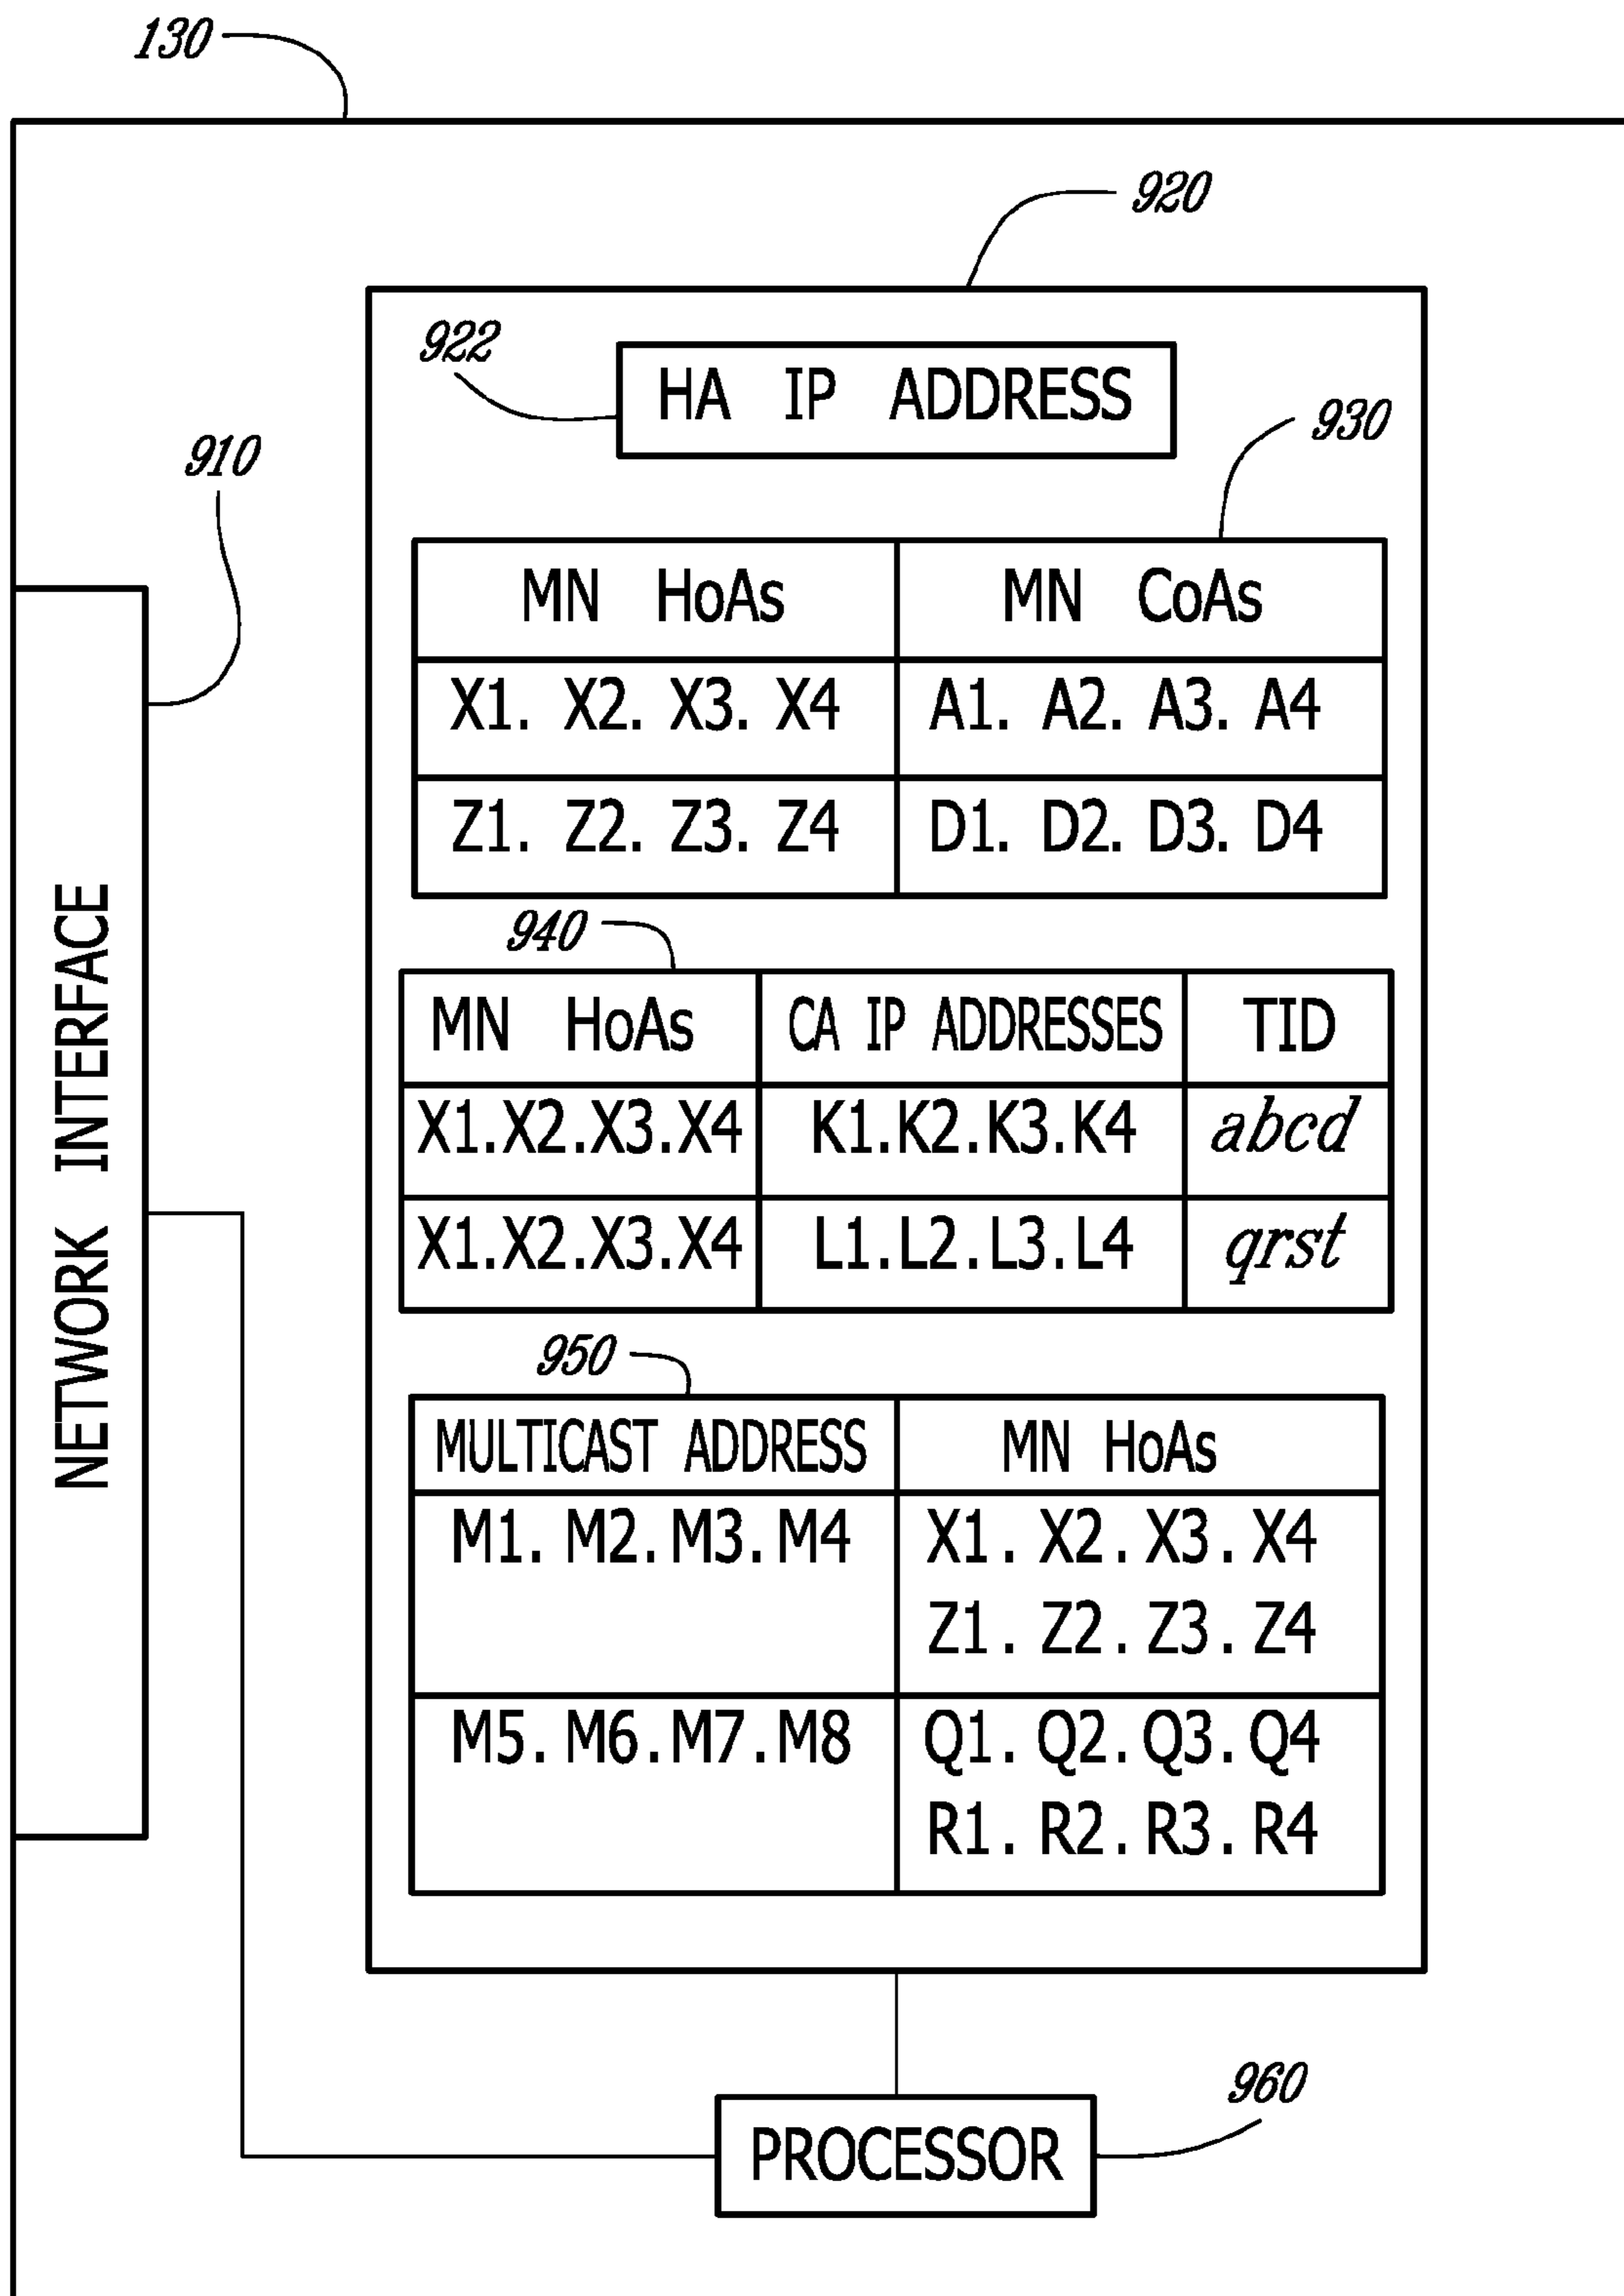 130
920
922
HA IP ADDRESS
930
910
MN HoAs MN CoAs
X1. X2. X3. X4 A1. A2. A3. A4
Z1. Z2. Z3. Z4 D1. D2. D3. D4
940
MN HoAs CA IP ADDRESSES TID
X1.X2.X3.X4 K1.K2.K3.K4 abcd
X1.X2.X3.X4 L1.L2.L3.L4 qrst
NETWORK INTERFACE
950
MULTICAST ADDRESS MN HoAs
M1. M2. M3. M4 X1. X2. X3. X4
Z1. Z2. Z3. Z4
M5. M6. M7. M8 Q1. Q2. Q3. Q4
R1. R2. R3. R4
960
PROCESSOR